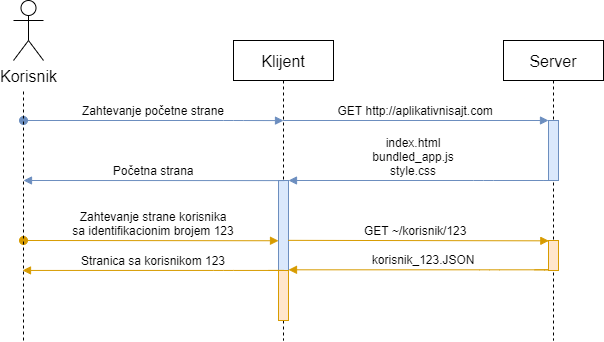 Korisnik
Klijent
Server
Zahtevanje početne strane
GET http://aplikativnisajt.com
index.html
bundled_app.js
style.css
Početna strana
Zahtevanje strane korisnika
sa identifikacionim brojem 123
GET ~/korisnik/123
Stranica sa korisnikom 123
korisnik_123.JSON